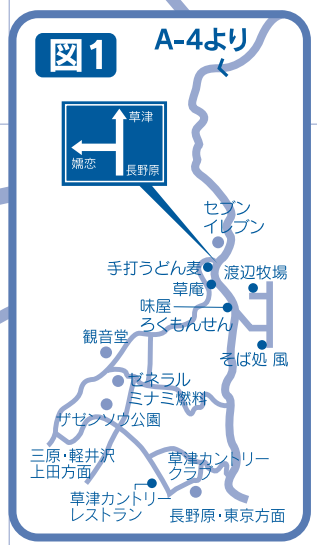 図1
A-4より
草津
嬬恋
長野原
セブン
イレブン
手打うどん麦
渡辺牧場
草庵
味屋
ろくもんせん
観音堂
そば処 風
ゼネラル
ミナミ燃料
ザゼンソウ公園
三原・軽井沢
上田方面
草津カントリー
クラブ
草津カントリー
レストラン
長野原・東京方面